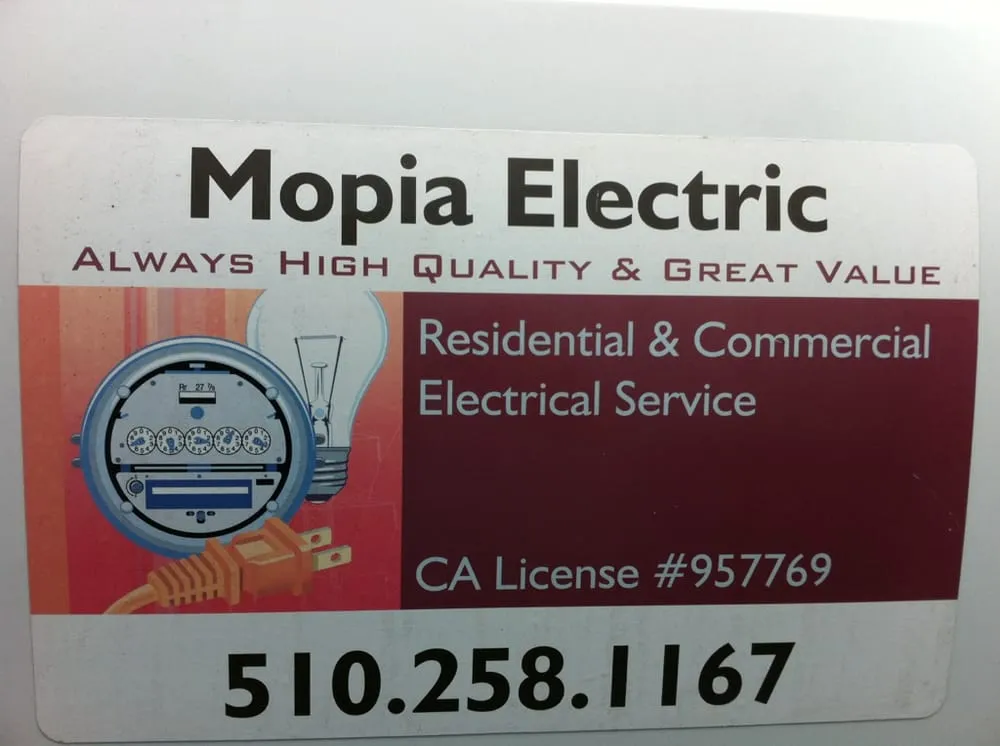 Mopia Electric
ALWAYS HIGH QUALITY & GREAT VALUE
Residential & Commercial
Electrical Service
CA License #957769
510.258.1167